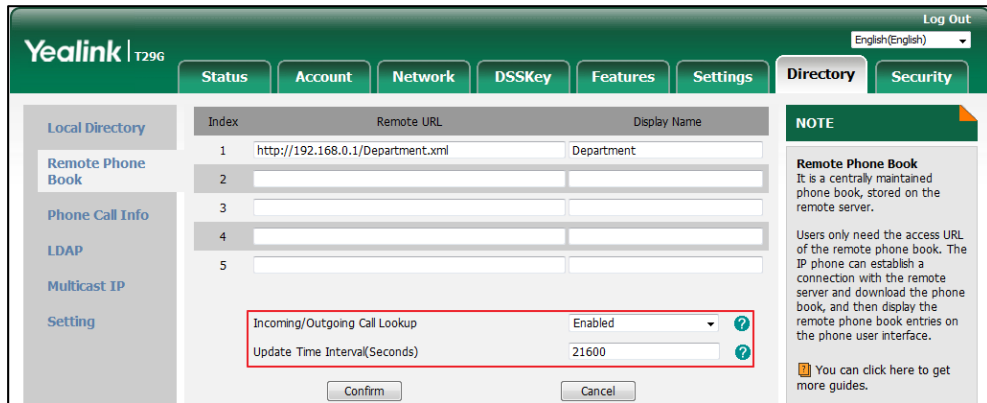 Log Out
Yealink | T29G
English(English)
Status Account Network DSSKey Features Settings Directory Security
Local Directory
Remote Phone
Book
Phone Call Info
LDAP
Multicast IP
Setting
Index Remote URL Display Name
1 http://192.168.0.1/Department.xml Department
2
3
4
5
Incoming/Outgoing Call Lookup Enabled ?
Update Time Interval(Seconds) 21600 ?
Confirm Cancel
NOTE
Remote Phone Book
It is a centrally maintained
phone book, stored on the
remote server.
Users only need the access URL
of the remote phone book. The
IP phone can establish a
connection with the remote
server and download the phone
book, and then display the
remote phone book entries on
the phone user interface.
? You can click here to get
more guides.